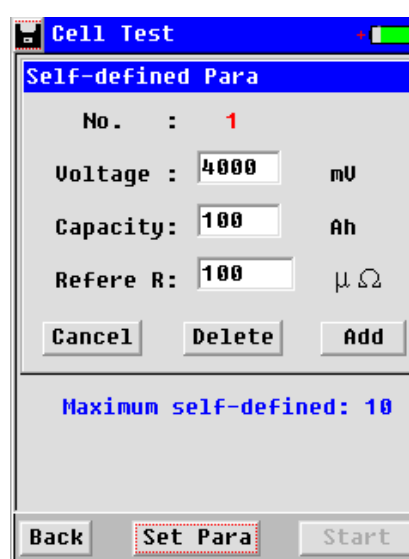 Cell Test
Self-defined Para
No. : 1
Voltage : 4000 mV
Capacity: 100 Ah
Refere R: 100 μΩ
Cancel Delete Add
Maximum self-defined: 10
Back Set Para Start